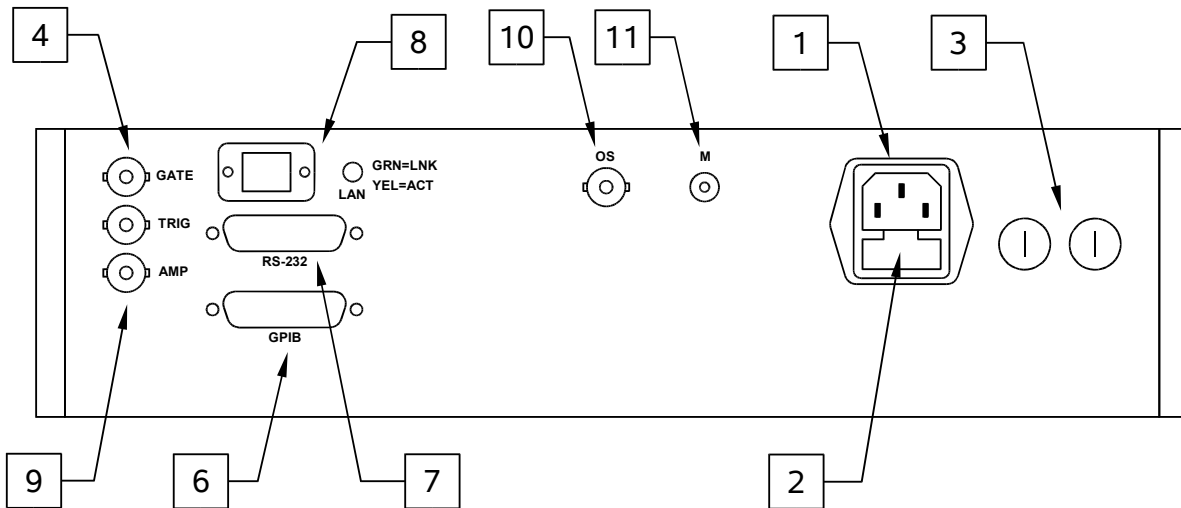 4
8
10
11
1
3
GATE
TRIG
AMP
GRN=LNK
LAN YEL=ACT
RS-232
GPIB
OS
M
9
6
7
2